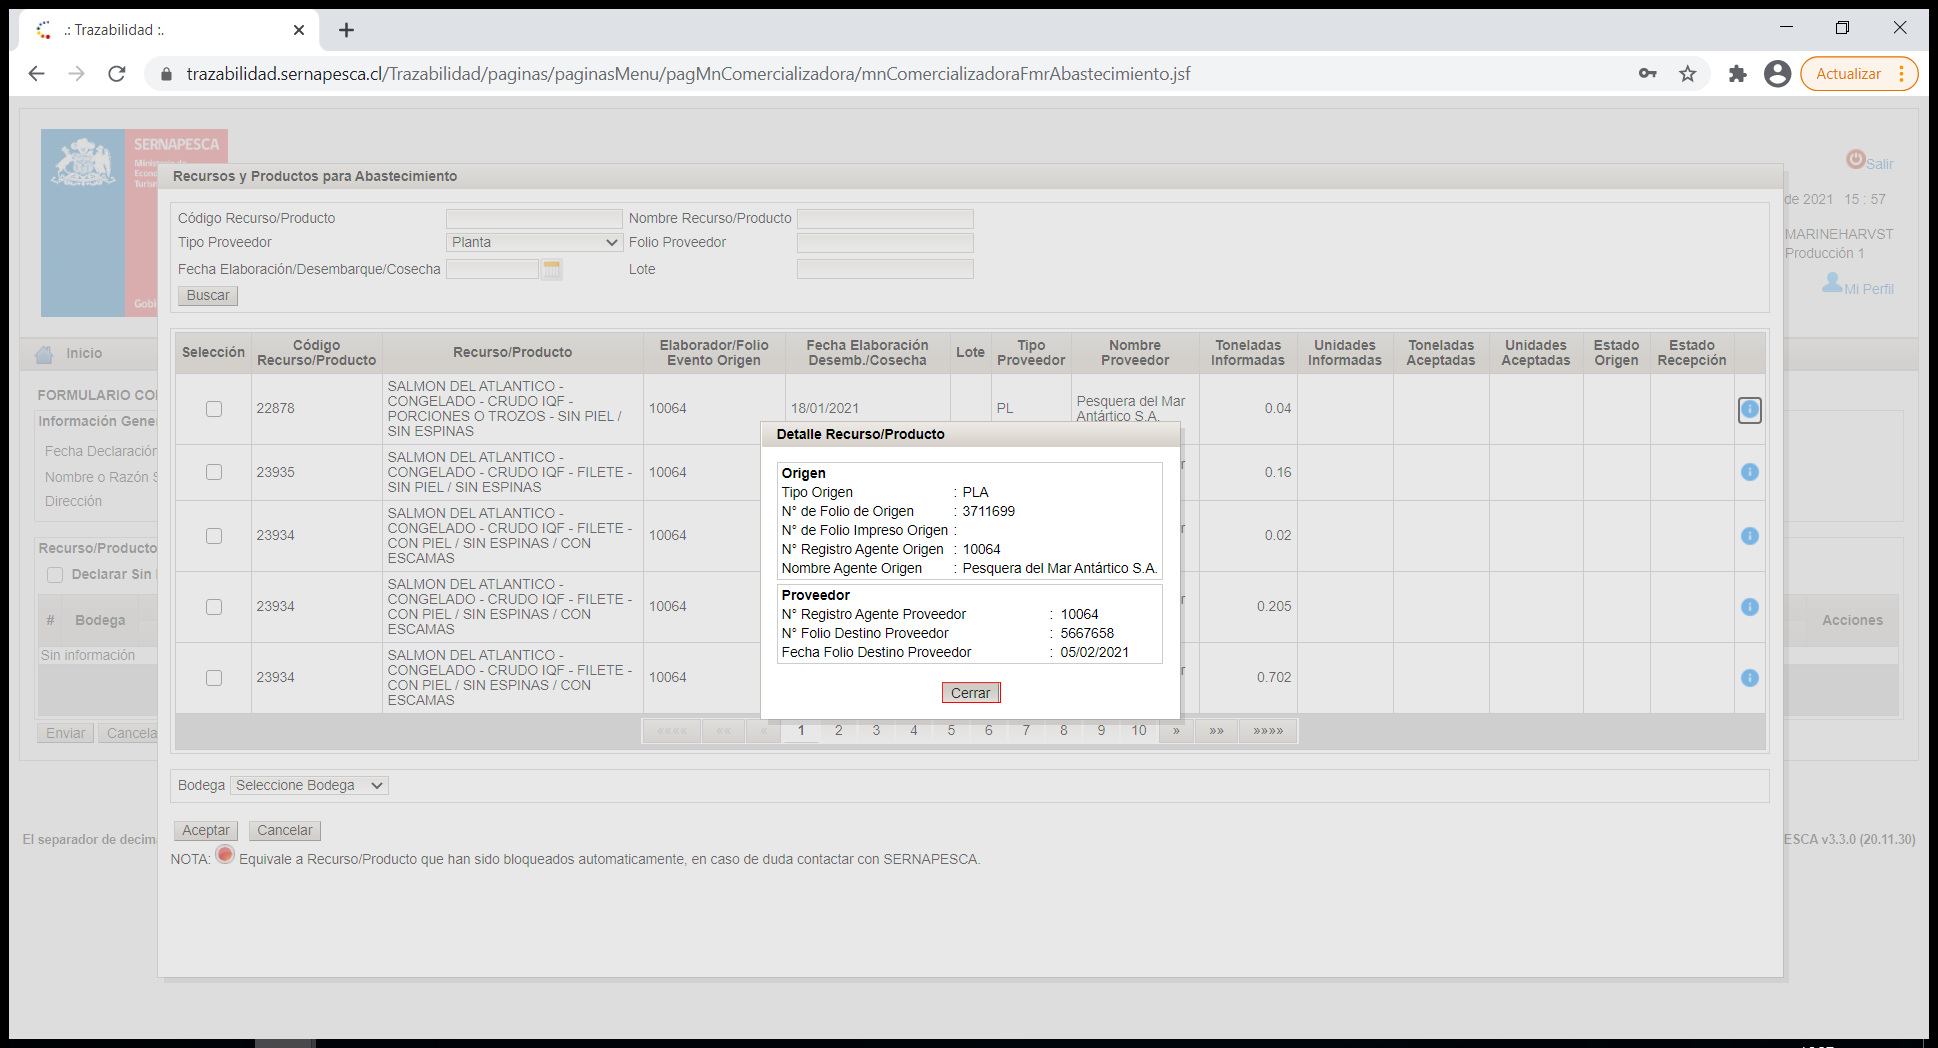 .: Trazabilidad :.
trazabilidad.sernapesca.cl/Trazabilidad/paginas/paginasMenu/pagMnComercializadora/mnComercializadoraFmrAbastecimiento.jsf
Actualizar
SERNAPESCA
Salir
de 2021 15 : 57
MARINEHARVST
Producción 1
Mi Perfil
Inicio
FORMULARIO CO
Información Gene
Fecha Declaración
Nombre o Razón S
Dirección
Recurso/Producto
Declarar Sin
# Bodega
Acciones
Sin información
Enviar Cancela
El separador de decim
ESCA v3.3.0 (20.11.30)
Recursos y Productos para Abastecimiento
Código Recurso/Producto
Nombre Recurso/Producto
Tipo Proveedor Planta
Folio Proveedor
Fecha Elaboración/Desembarque/Cosecha
Lote
Buscar
Selección
Código Recurso/Producto
Recurso/Producto
Elaborador/Folio Evento Origen
Fecha Elaboración Desemb./Cosecha
Lote
Tipo Proveedor
Nombre Proveedor
Toneladas Informadas
Unidades Informadas
Toneladas Aceptadas
Unidades Aceptadas
Estado Origen
Estado Recepción
22878
SALMON DEL ATLANTICO -
CONGELADO - CRUDO IQF -
PORCIONES O TROZOS - SIN PIEL /
SIN ESPINAS
10064
18/01/2021
PL
Pesquera del Mar
Antártico S.A.
0.04
23935
SALMON DEL ATLANTICO -
CONGELADO - CRUDO IQF - FILETE -
SIN PIEL / SIN ESPINAS
10064
0.16
23934
SALMON DEL ATLANTICO -
CONGELADO - CRUDO IQF - FILETE -
CON PIEL / SIN ESPINAS / CON
ESCAMAS
10064
0.02
23934
SALMON DEL ATLANTICO -
CONGELADO - CRUDO IQF - FILETE -
CON PIEL / SIN ESPINAS / CON
ESCAMAS
10064
0.205
23934
SALMON DEL ATLANTICO -
CONGELADO - CRUDO IQF - FILETE -
CON PIEL / SIN ESPINAS / CON
ESCAMAS
10064
0.702
«««« «« « 1 2 3 4 5 6 7 8 9 10 » »» »»»»
Bodega Seleccione Bodega
Aceptar Cancelar
NOTA: Equivale a Recurso/Producto que han sido bloqueados automaticamente, en caso de duda contactar con SERNAPESCA.
Detalle Recurso/Producto
Origen
Tipo Origen : PLA
N° de Folio de Origen : 3711699
N° de Folio Impreso Origen :
N° Registro Agente Origen : 10064
Nombre Agente Origen : Pesquera del Mar Antártico S.A.
Proveedor
N° Registro Agente Proveedor : 10064
N° Folio Destino Proveedor : 5667658
Fecha Folio Destino Proveedor : 05/02/2021
Cerrar